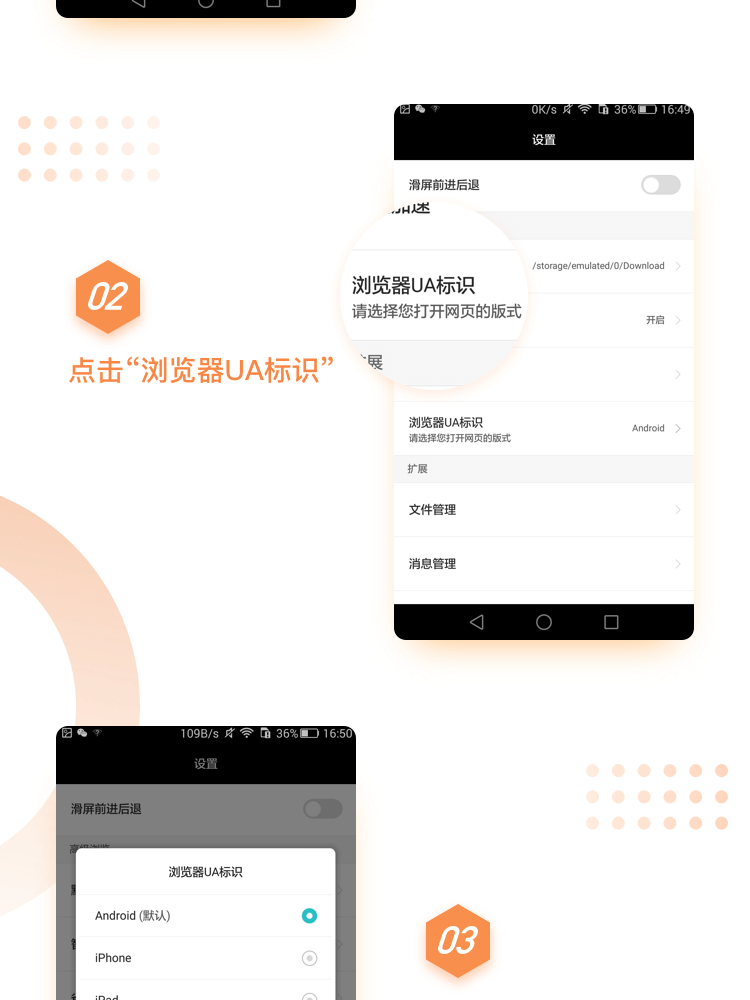 0K/s 36% 16:49
设置
滑屏前进后退
加速
/storage/emulated/0/Download
浏览器UA标识
请选择您打开网页的版式
开启
扩展
02
点击“浏览器UA标识”
浏览器UA标识
请选择您打开网页的版式
Android
扩展
文件管理
消息管理
109B/s 36% 16:50
设置
滑屏前进后退
高级浏览
浏览器UA标识
Android (默认)
iPhone
iPad
03